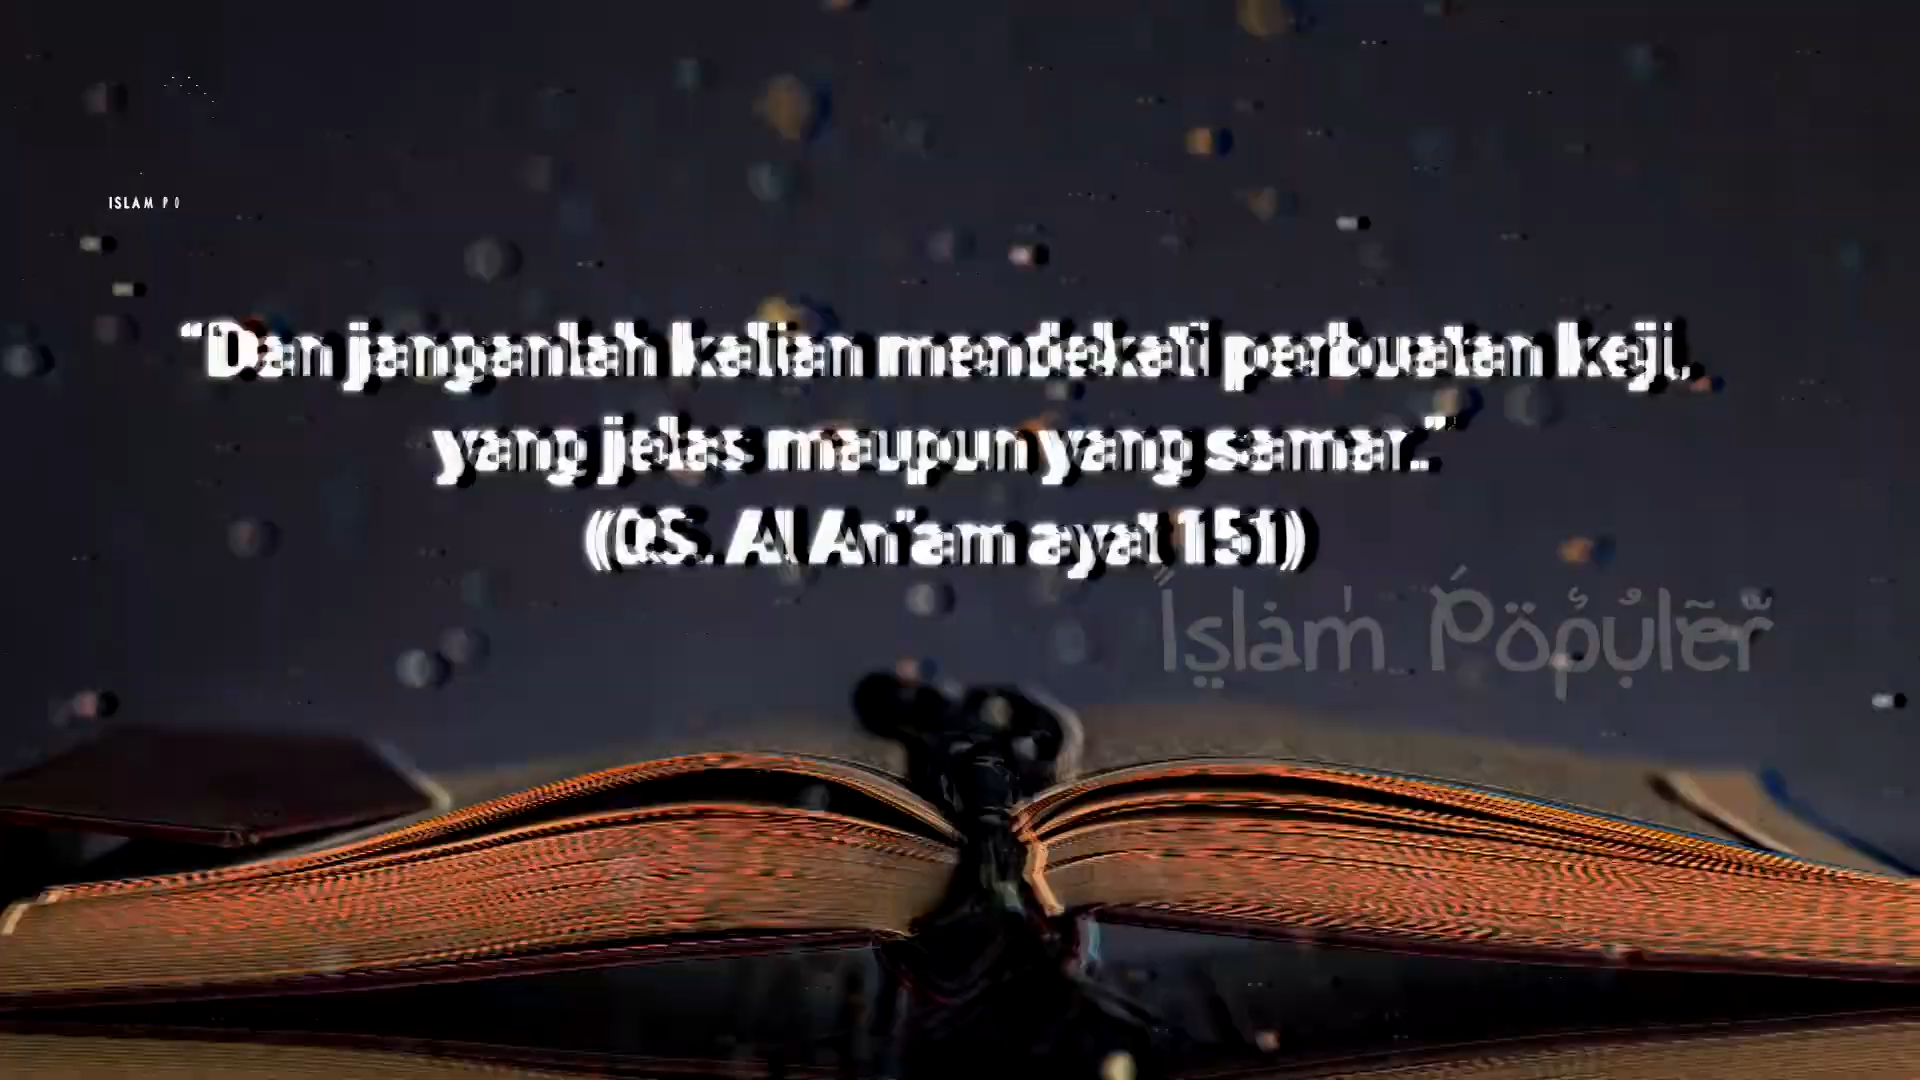 ISLAM PO
“Dan janganlah kalian mendekati perbuatan keji,
yang jelas maupun yang samar.”
(QS. Al An’am ayat 151)
Islam Populer